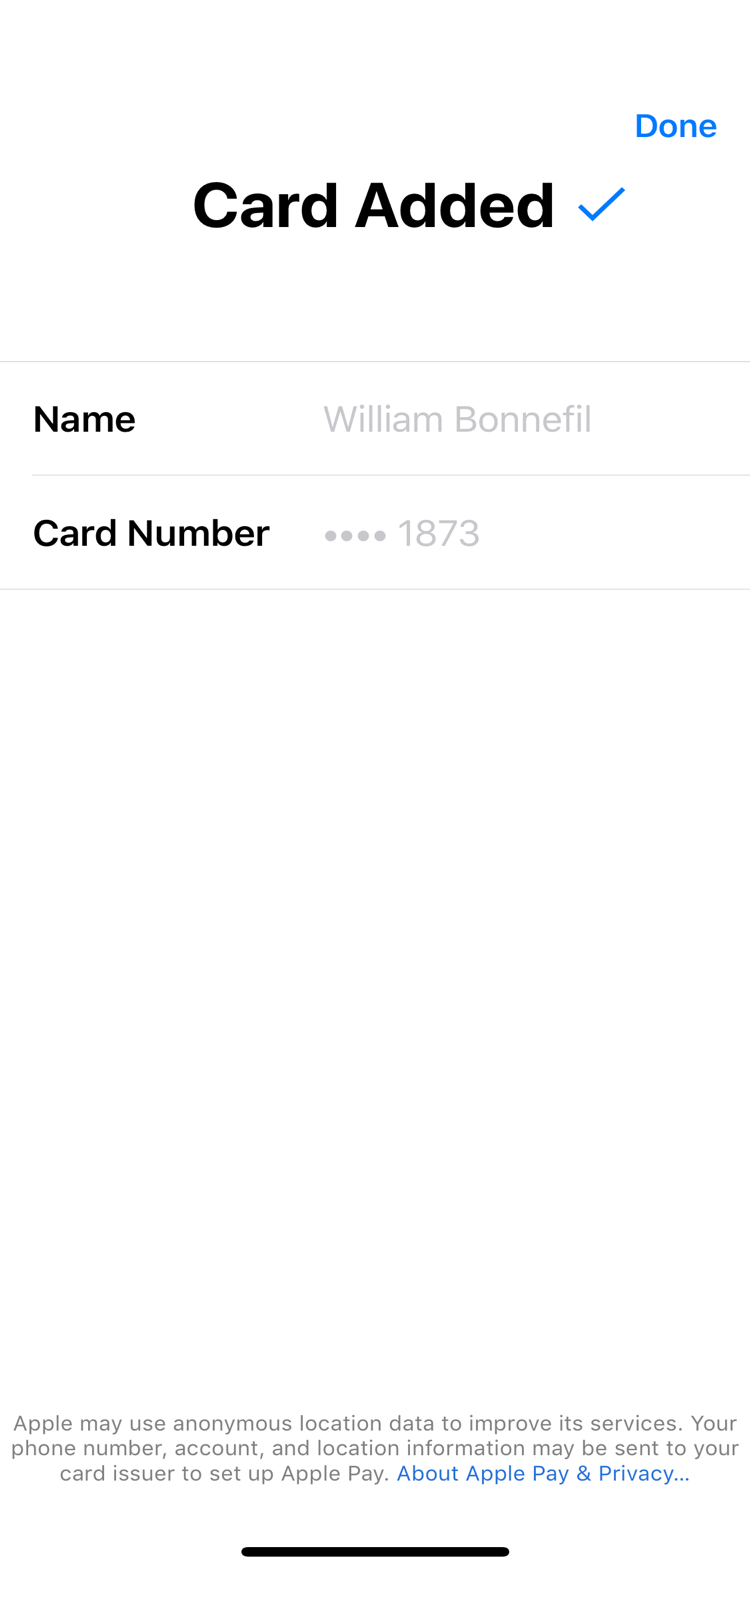 Done
Card Added
Name William Bonnefil
Card Number •••• 1873
Apple may use anonymous location data to improve its services. Your
phone number, account, and location information may be sent to your
card issuer to set up Apple Pay. About Apple Pay & Privacy...